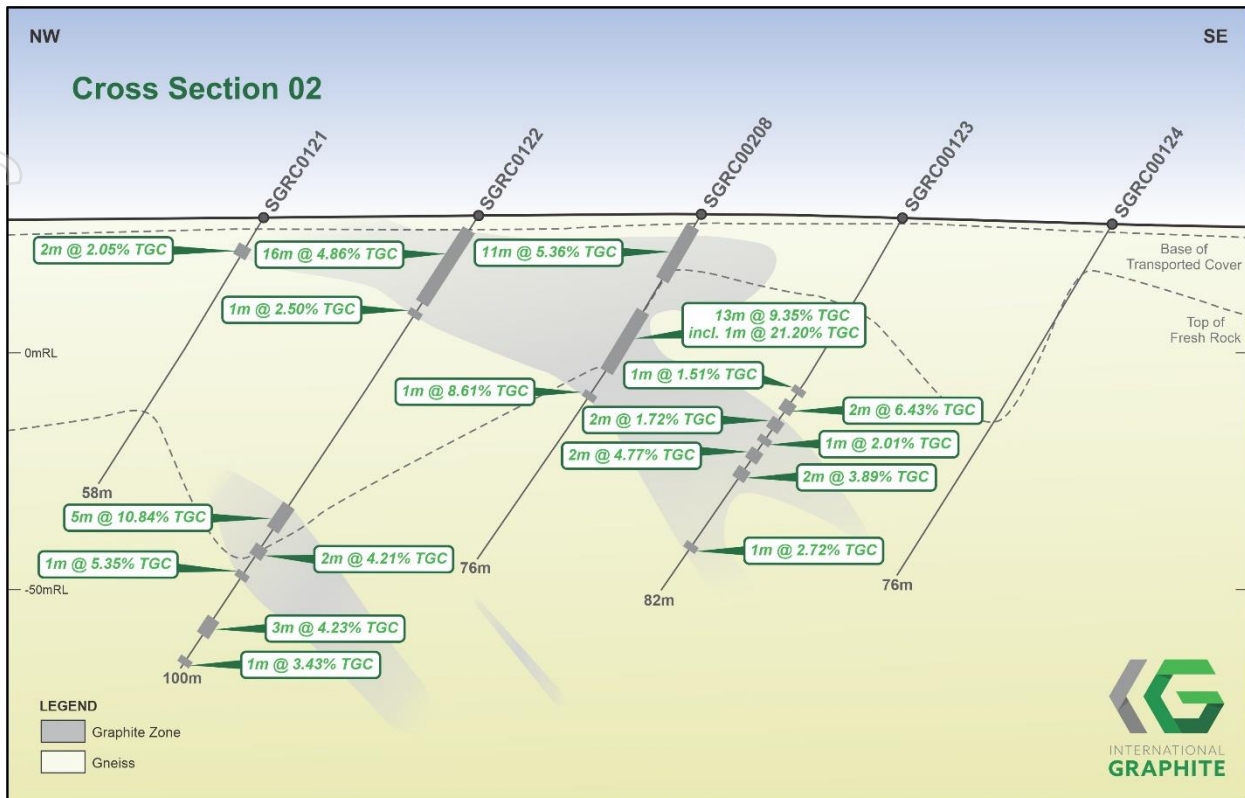 NW
SE
Cross Section 02
SGRC0121
SGRC0122
SGRC00208
SGRC00123
SGRC00124
2m @ 2.05% TGC
16m @ 4.86% TGC
11m @ 5.36% TGC
Base of
Transported Cover
1m @ 2.50% TGC
13m @ 9.35% TGC
incl. 1m @ 21.20% TGC
Top of
Fresh Rock
0mRL
1m @ 1.51% TGC
1m @ 8.61% TGC
2m @ 6.43% TGC
2m @ 1.72% TGC
1m @ 2.01% TGC
2m @ 4.77% TGC
2m @ 3.89% TGC
58m
5m @ 10.84% TGC
2m @ 4.21% TGC
1m @ 2.72% TGC
1m @ 5.35% TGC
76m
76m
-50mRL
82m
3m @ 4.23% TGC
1m @ 3.43% TGC
100m
LEGEND
Graphite Zone
Gneiss
INTERNATIONAL
GRAPHITE